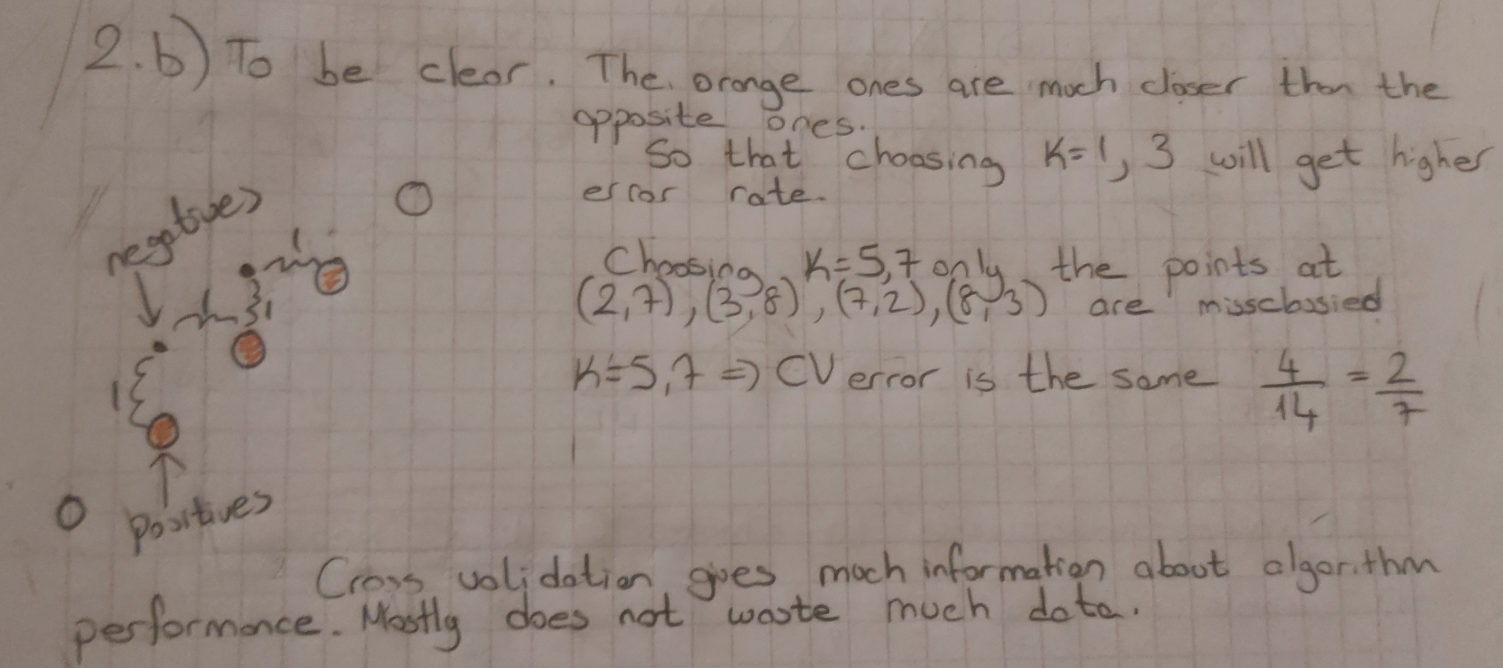 2.b) To be clear. The orange ones are much closer than the
opposite ones.
So that choosing K=1, 3 will get higher
error rate.
negatives
Choosing K=5,7 only the points at
(2,7), (3,8), (7,2), (8,3) are missclassied
1
1
K=5,7 => CV error is the same 4/14 = 2/7
1
positives
Cross validation gives much information about algorithm
performance. Mostly does not waste much data.